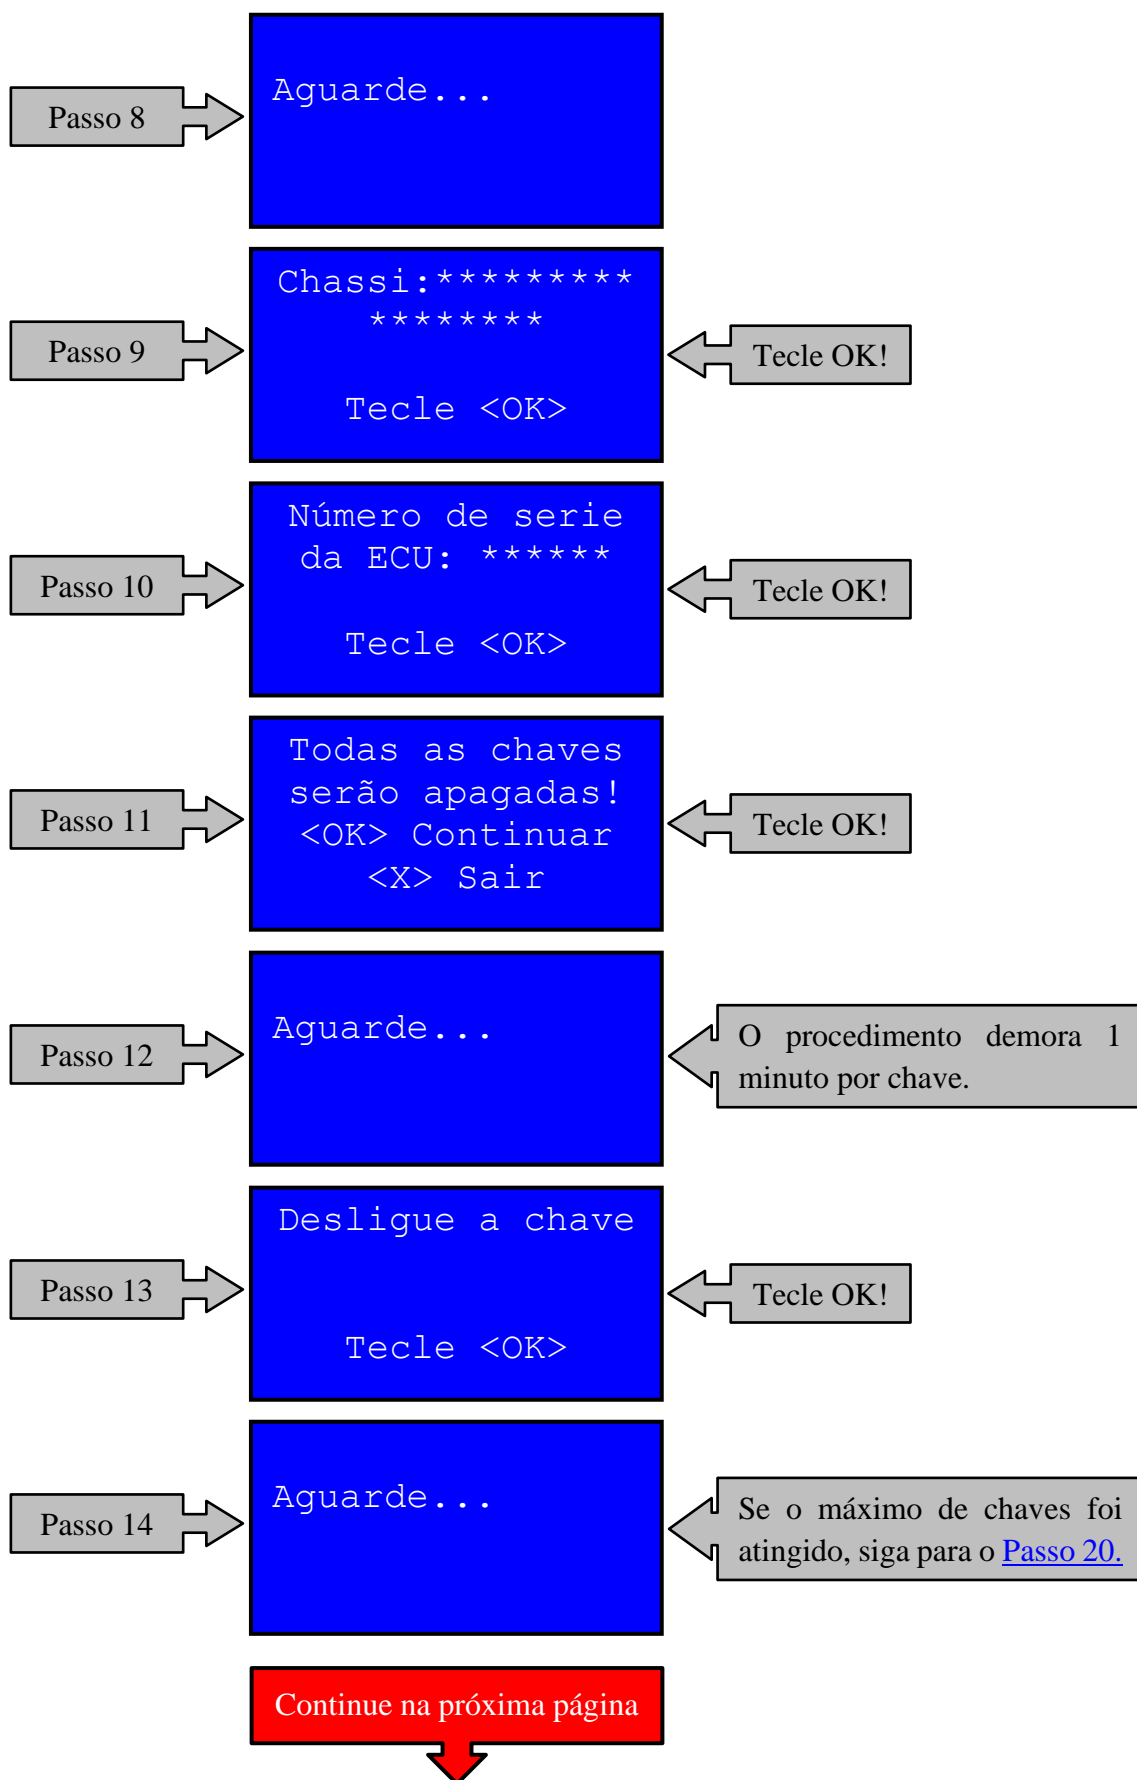 Passo 8
Aguarde...
Passo 9
Chassi:*********
********
Tecle <OK>
Tecle OK!
Passo 10
Número de serie
da ECU: ******
Tecle <OK>
Tecle OK!
Passo 11
Todas as chaves
serão apagadas!
<OK> Continuar
<X> Sair
Tecle OK!
Passo 12
Aguarde...
O procedimento demora 1
minuto por chave.
Passo 13
Desligue a chave
Tecle <OK>
Tecle OK!
Passo 14
Aguarde...
Se o máximo de chaves foi
atingido, siga para o Passo 20.
Continue na próxima página